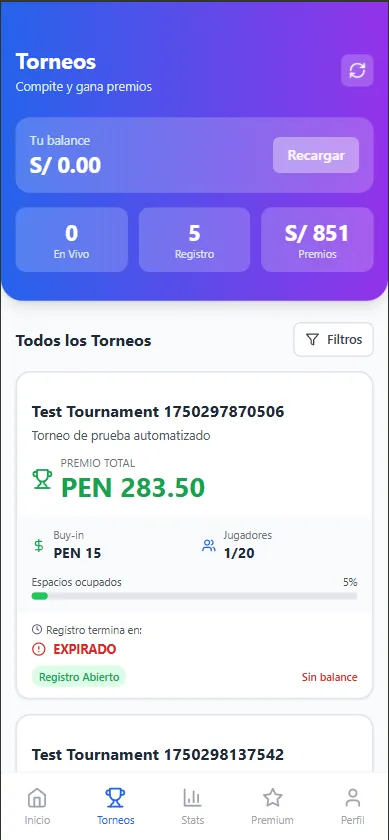 Torneos
Compite y gana premios
Tu balance
S/ 0.00
Recargar
0
En Vivo
5
Registro
S/ 851
Premios
Todos los Torneos
Filtros
Test Tournament 1750297870506
Torneo de prueba automatizado
PREMIO TOTAL
PEN 283.50
Buy-in
PEN 15
Jugadores
1/20
Espacios ocupados
5%
Registro termina en:
EXPIRADO
Registro Abierto
Sin balance
Test Tournament 1750298137542
Inicio
Torneos
Stats
Premium
Perfil